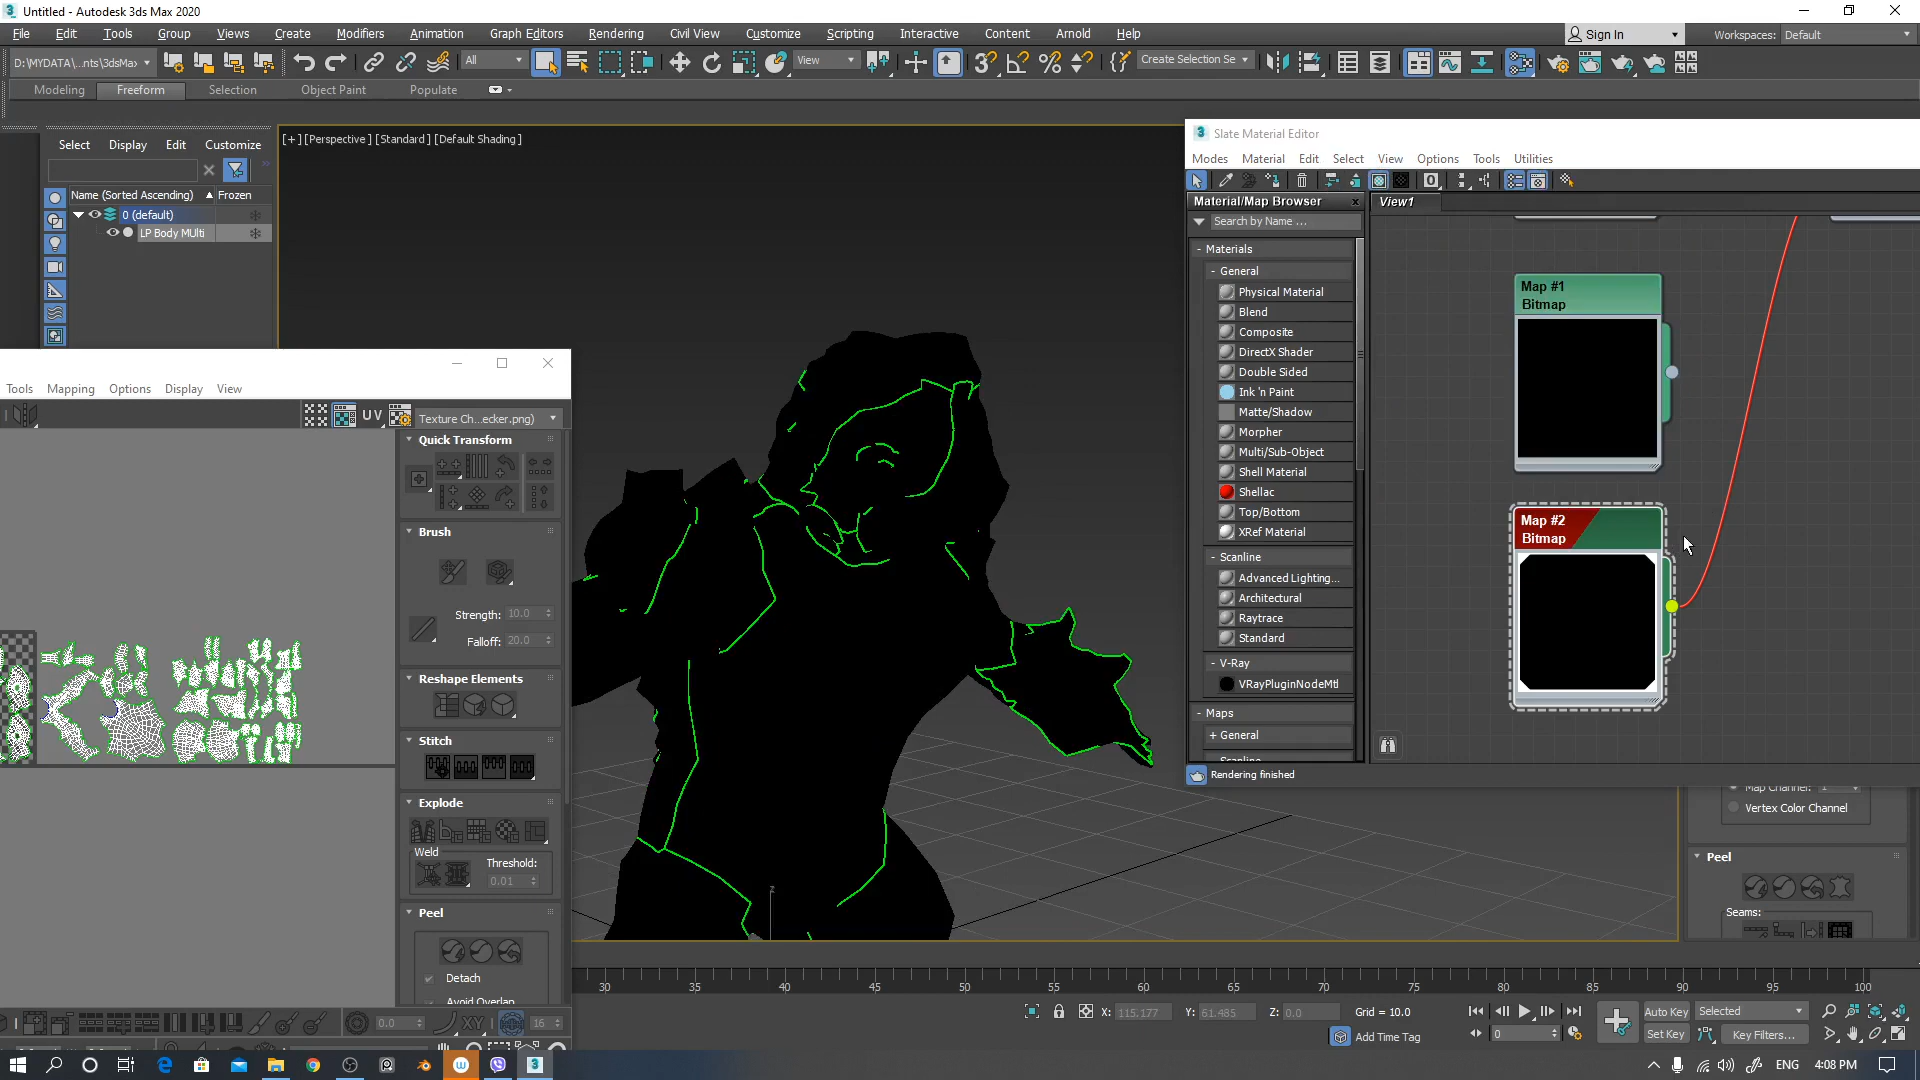 Untitled - Autodesk 3ds Max 2020
File Edit Tools Group Views Create Modifiers Animation Graph Editors Rendering Civil View Customize Scripting Interactive Content Arnold Help
Sign In Workspaces: Default
D:\MYDATA\...nts\3dsMax All View Create Selection Se
Modeling Freeform Selection Object Paint Populate
Select Display Edit Customize
[+] [Perspective ] [Standard ] [Default Shading ]
Name (Sorted Ascending) Frozen
0 (default)
LP Body MUlti
Slate Material Editor
Modes Material Edit Select View Options Tools Utilities
Material/Map Browser
Search by Name ...
- Materials
- General
Physical Material
Blend
Composite
DirectX Shader
Double Sided
Ink 'n Paint
Matte/Shadow
Morpher
Multi/Sub-Object
Shell Material
Shellac
Top/Bottom
XRef Material
- Scanline
Advanced Lighting...
Architectural
Raytrace
Standard
- V-Ray
VRayPluginNodeMtl
- Maps
+ General
Rendering finished
View1
Map #1
Bitmap
Map #2
Bitmap
Tools Mapping Options Display View
UV Texture Ch...ecker.png)
Quick Transform
Brush
Strength: 10.0
Falloff: 20.0
Reshape Elements
Stitch
Explode
Weld
Threshold:
0.01
Peel
Detach
Avoid Overlap
0.0 XY 16
Map Channel: 1
Vertex Color Channel
Peel
Seams:
z
30 35 40 45 50 55 60 65 70 75 80 85 90 95 100
X: 115.177 Y: 61.485 Z: 0.0 Grid = 10.0
Add Time Tag
0
Auto Key Selected
Set Key Key Filters...
ENG 4:08 PM